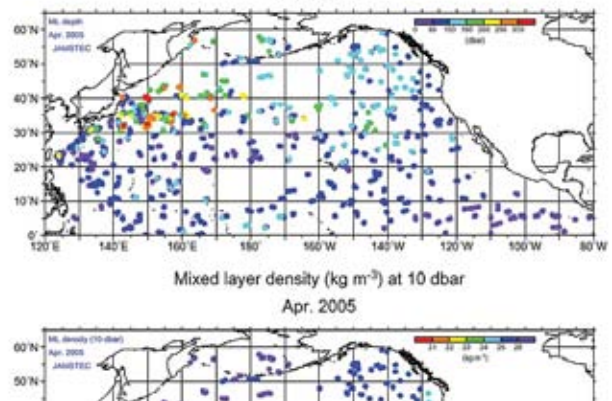 ML depth
Apr. 2005
JAMSTEC
(dbar)
60°N
50°N
40°N
30°N
20°N
10°N
0°
120°E 140°E 160°E 180° 160°W 140°W 120°W 100°W 80°W
Mixed layer density (kg m⁻³) at 10 dbar
Apr. 2005
ML density (10 dbar)
Apr. 2005
JAMSTEC
(kg m⁻³)
60°N
50°N